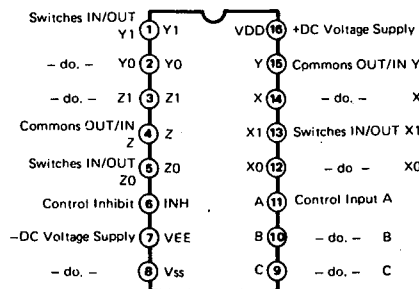 Switches IN/OUT
Y1 1 Y1
VDD 16 +DC Voltage Supply
– do. – Y0 2 Y0
Y 15 Commons OUT/IN Y
– do. – Z1 3 Z1
X 14 – do. – X
Commons OUT/IN
Z 4 Z
X1 13 Switches IN/OUT X1
Switches IN/OUT
Z0 5 Z0
X0 12 – do – X0
Control Inhibit 6 INH
A 11 Control Input A
–DC Voltage Supply 7 VEE
B 10 – do. – B
– do. – 8 Vss
C 9 – do. – C